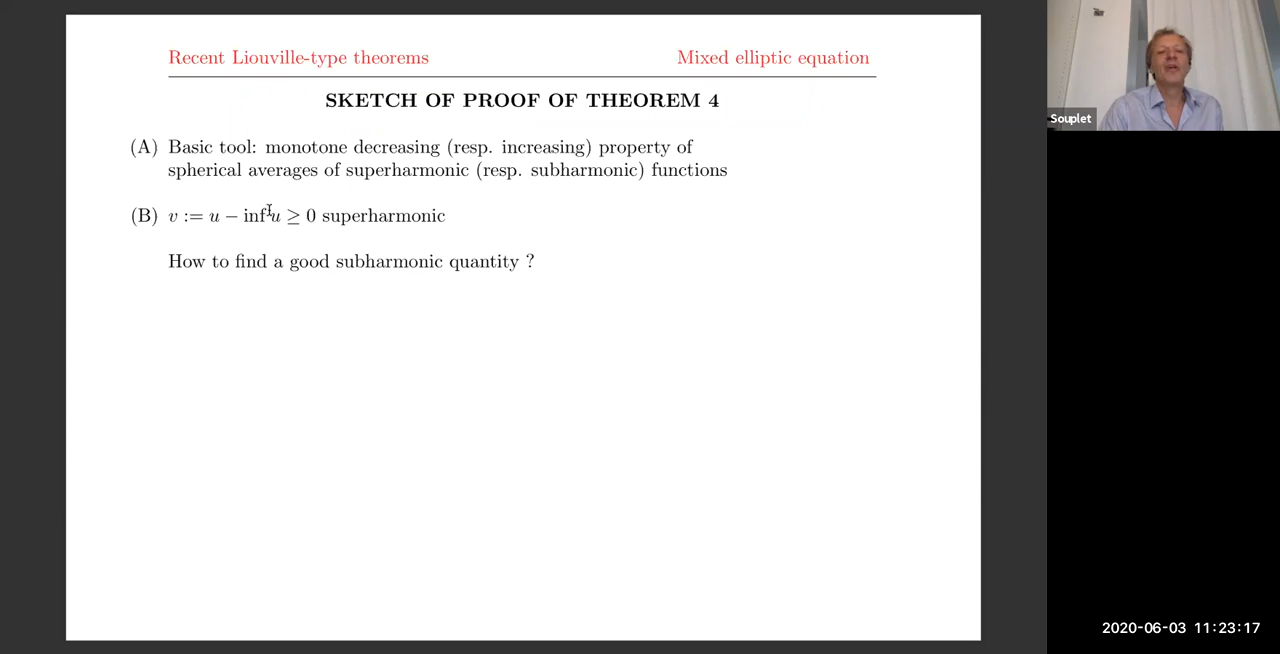 Recent Liouville-type theorems Mixed elliptic equation
SKETCH OF PROOF OF THEOREM 4
(A) Basic tool: monotone decreasing (resp. increasing) property of
spherical averages of superharmonic (resp. subharmonic) functions
(B) v := u − inf u ≥ 0 superharmonic
How to find a good subharmonic quantity ?
Souplet
2020-06-03 11:23:17